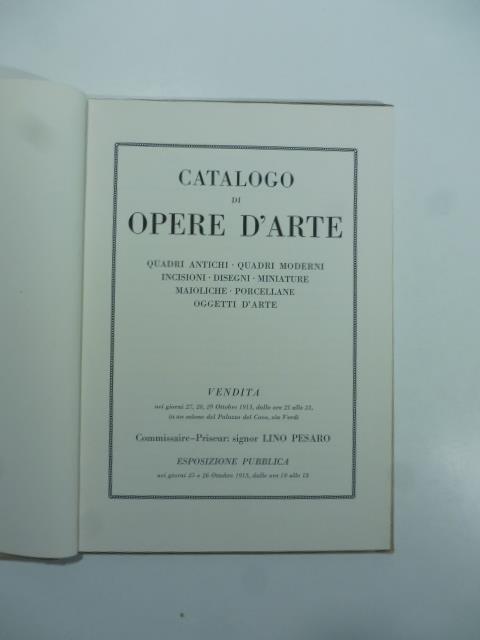 CATALOGO
DI
OPERE D'ARTE
QUADRI ANTICHI · QUADRI MODERNI
INCISIONI · DISEGNI · MINIATURE
MAIOLICHE · PORCELLANE
OGGETTI D'ARTE
VENDITA
nei giorni 27, 28, 29 Ottobre 1913, dalle ore 21 alle 23,
in un salone del Palazzo del Cova, via Verdi
Commissaire-Priseur: signor LINO PESARO
ESPOSIZIONE PUBBLICA
nei giorni 25 e 26 Ottobre 1913, dalle ore 10 alle 18